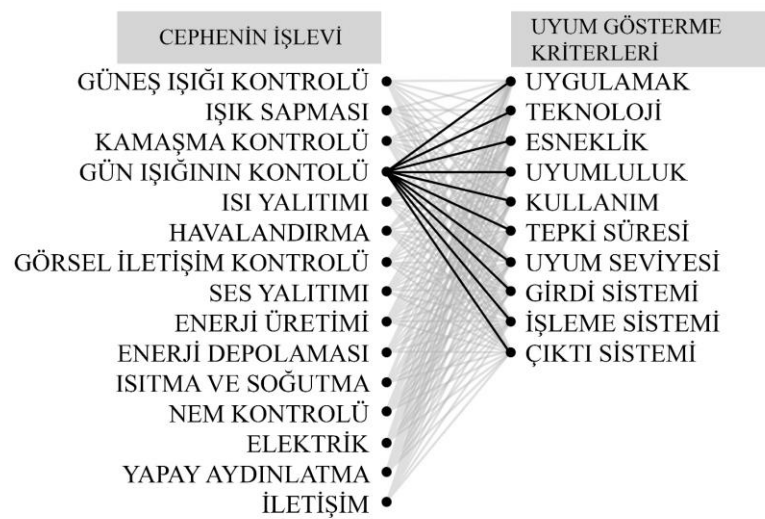 CEPHENİN İŞLEVİ
GÜNEŞ IŞIĞI KONTROLÜ
IŞIK SAPMASI
KAMAŞMA KONTROLÜ
GÜN IŞIĞININ KONTOLÜ
ISI YALITIMI
HAVALANDIRMA
GÖRSEL İLETİŞİM KONTROLÜ
SES YALITIMI
ENERJİ ÜRETİMİ
ENERJİ DEPOLAMASI
ISITMA VE SOĞUTMA
NEM KONTROLÜ
ELEKTRİK
YAPAY AYDINLATMA
İLETİŞİM
UYUM GÖSTERME
KRİTERLERİ
UYGULAMAK
TEKNOLOJİ
ESNEKLİK
UYUMLULUK
KULLANIM
TEPKİ SÜRESİ
UYUM SEVİYESİ
GİRDİ SİSTEMİ
İŞLEME SİSTEMİ
ÇIKTI SİSTEMİ